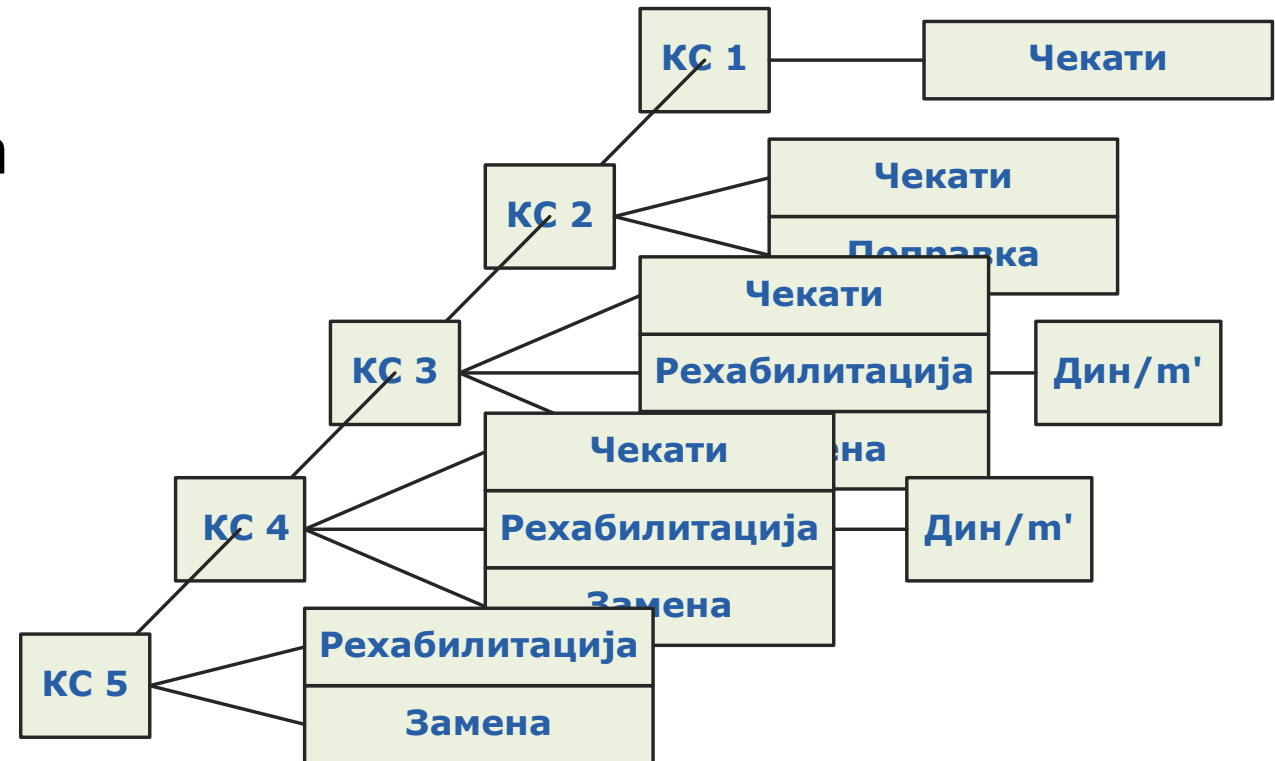 КС 1
Чекати
КС 2
Чекати
Поправка
КС 3
Чекати
Рехабилитација
Дин/m'
КС 4
Чекати
Рехабилитација
Дин/m'
Замена
КС 5
Рехабилитација
Замена